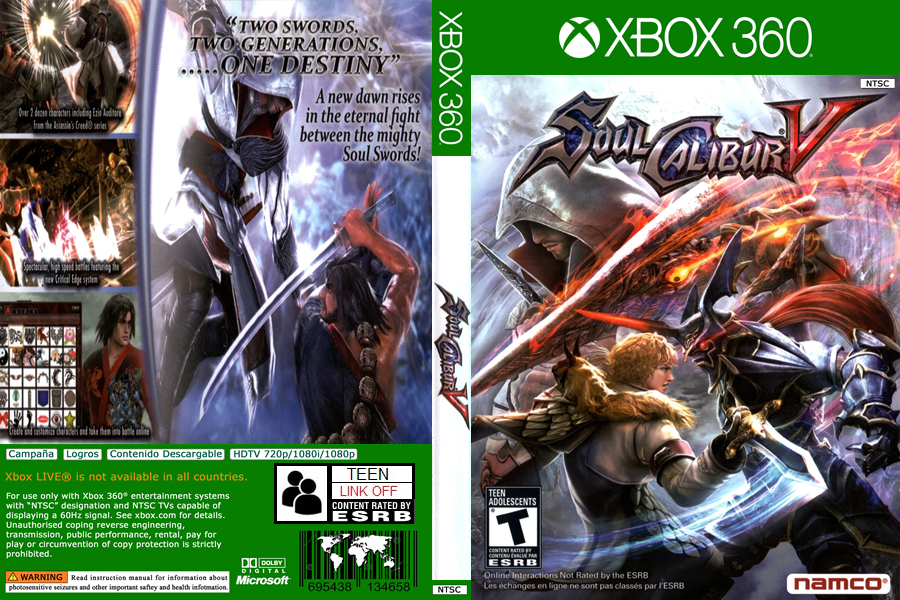 “TWO SWORDS,
TWO GENERATIONS,
.....ONE DESTINY”
A new dawn rises
in the eternal fight
between the mighty
Soul Swords!
Over 2 dozen characters including Ezio Auditore
from the Assassin's Creed® series
Spectacular, high speed battles featuring the
new Critical Edge system
Create and customize characters and take them into battle online
Campaña Logros Contenido Descargable HDTV 720p/1080i/1080p
Xbox LIVE® is not available in all countries.
For use only with Xbox 360® entertainment systems
with "NTSC" designation and NTSC TVs capable of
displaying a 60Hz signal. See xbox.com for details.
Unauthorised coping reverse engineering,
transmission, public performance, rental, pay for
play or circumvention of copy protection is strictly
prohibited.
WARNING Read instruction manual for information about
photosensitive seizures and other important saftey and health infotmation.
DOLBY
DIGITAL
Microsoft®
TEEN
LINK OFF
CONTENT RATED BY
ESRB
695438 134658
XBOX 360.
SOUL CALIBUR V
NTSC
XBOX 360.
NTSC
SOUL CALIBUR V
TEEN
ADOLESCENTS
T
CONTENT RATED BY
CONTENU ÉVALUÉ PAR
ESRB
Online Interactions Not Rated by the ESRB
Les échanges en ligne ne sont pas classés par l'ESRB
namco®